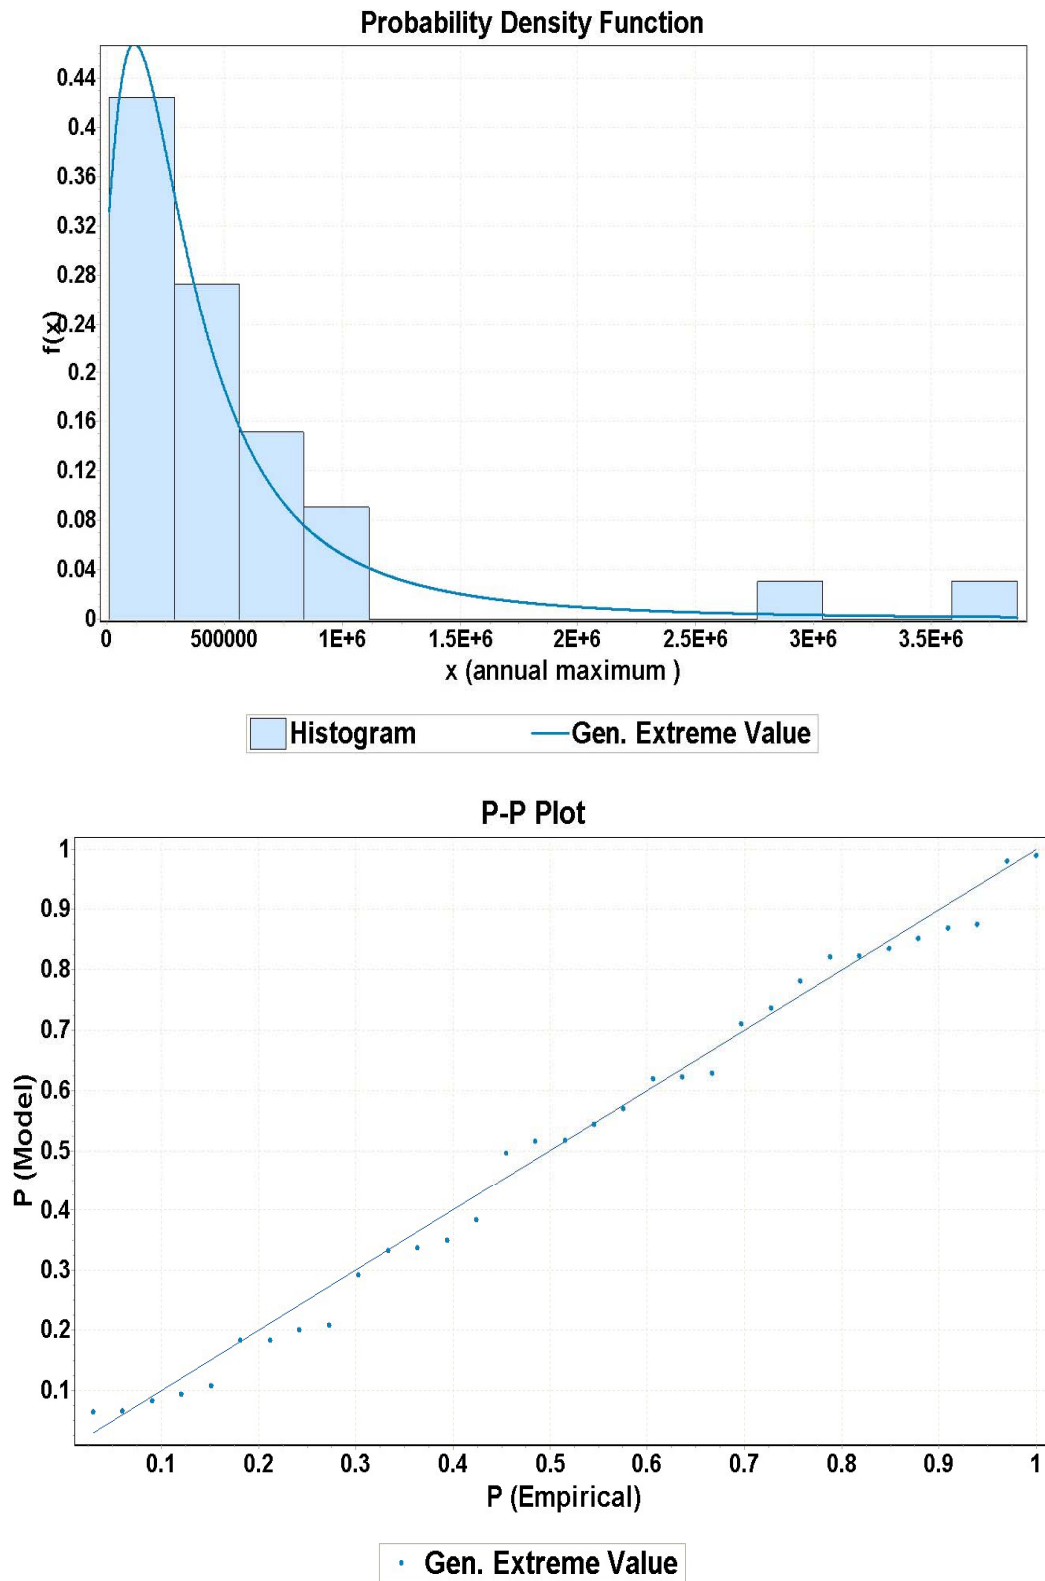 Probability Density Function
0.44
0.4
0.36
0.32
0.28
0.24
0.2
0.16
0.12
0.08
0.04
0
f(x)
0 500000 1E+6 1.5E+6 2E+6 2.5E+6 3E+6 3.5E+6
x (annual maximum )
Histogram Gen. Extreme Value
P-P Plot
1
0.9
0.8
0.7
0.6
0.5
0.4
0.3
0.2
0.1
P (Model)
0.1 0.2 0.3 0.4 0.5 0.6 0.7 0.8 0.9 1
P (Empirical)
Gen. Extreme Value